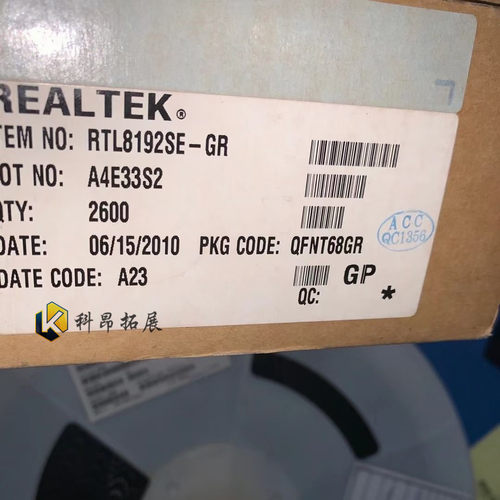 REALTEK®
TEM NO: RTL8192SE-GR
OT NO: A4E33S2
QTY: 2600
DATE: 06/15/2010 PKG CODE: QFNT68GR
DATE CODE: A23
GP
QC: *
ACC
QC1356
科昂拓展